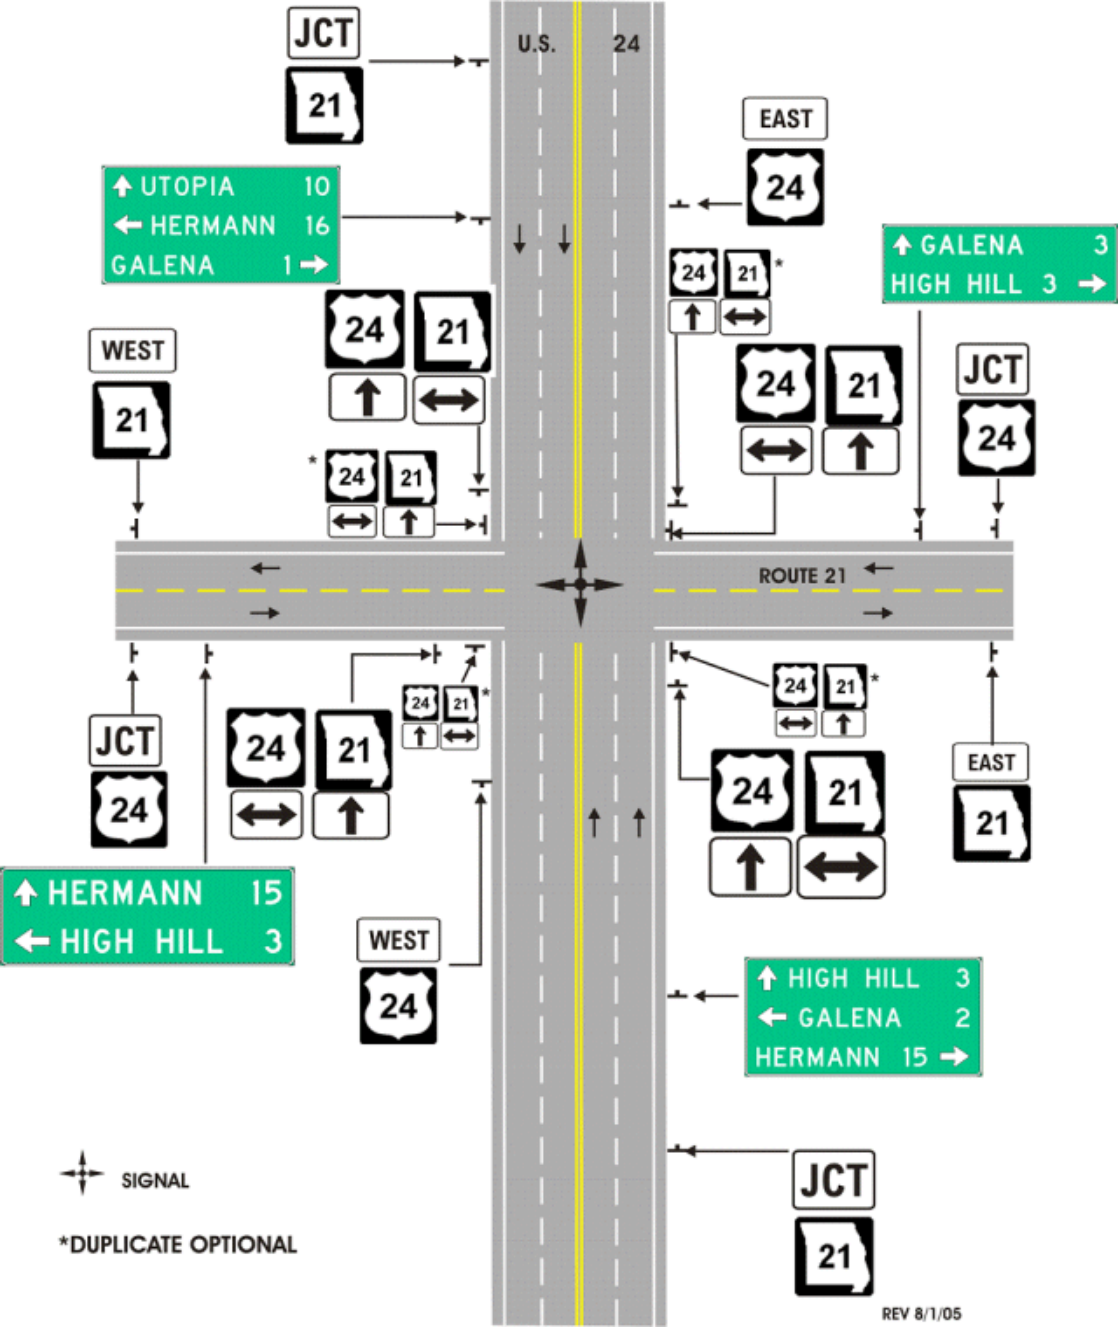 JCT
21
U.S. 24
EAST
24
UTOPIA 10
HERMANN 16
GALENA 1
GALENA 3
HIGH HILL 3
24 21 *
24 21
WEST
21
24 21
JCT
24
* 24 21
ROUTE 21
JCT
24
24 21
24 21 *
24 21 *
24 21
EAST
21
HERMANN 15
HIGH HILL 3
WEST
24
HIGH HILL 3
GALENA 2
HERMANN 15
JCT
21
SIGNAL
*DUPLICATE OPTIONAL
REV 8/1/05